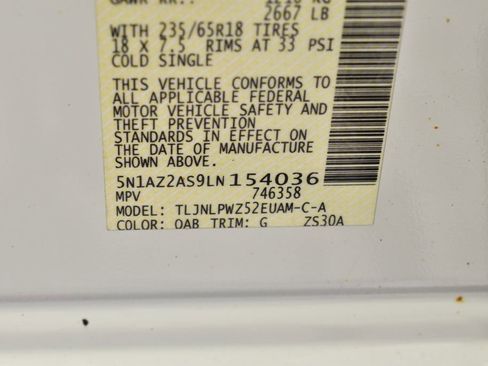 2667 LB
WITH 235/65R18 TIRES
18 X 7.5 RIMS AT 33 PSI
COLD SINGLE
THIS VEHICLE CONFORMS TO
ALL APPLICABLE FEDERAL
MOTOR VEHICLE SAFETY AND
THEFT PREVENTION
STANDARDS IN EFFECT ON
THE DATE OF MANUFACTURE
SHOWN ABOVE.
5N1AZ2AS9LN154036
MPV 746358
MODEL: TLJNLPWZ52EUAM-C-A
COLOR: QAB TRIM: G ZS30A